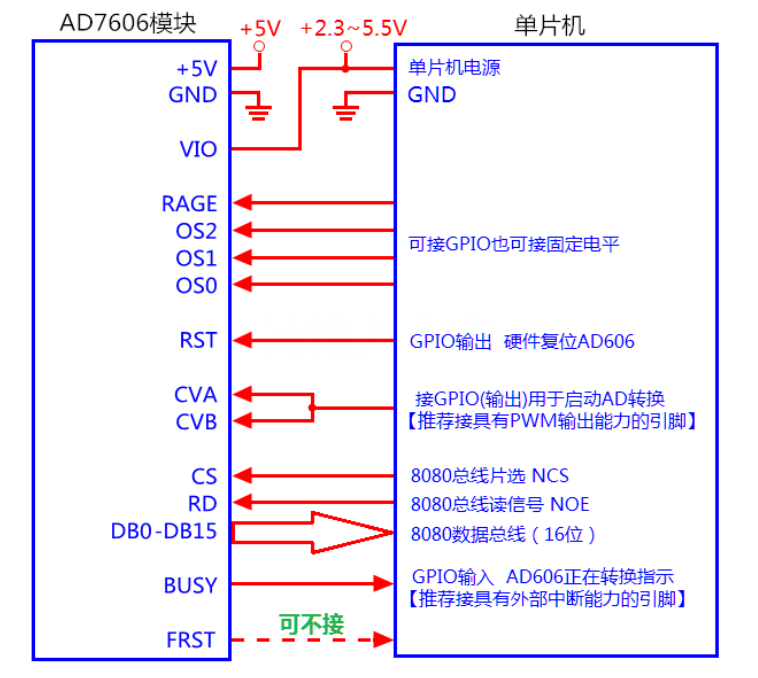 AD7606模块
+5V
+2.3~5.5V
单片机
+5V
单片机电源
GND
GND
VIO
RAGE
OS2
OS1
可接GPIO也可接固定电平
OS0
RST
GPIO输出 硬件复位AD606
CVA
接GPIO(输出)用于启动AD转换
CVB
【推荐接具有PWM输出能力的引脚】
CS
8080总线片选 NCS
RD
8080总线读信号 NOE
DB0-DB15
8080数据总线(16位)
BUSY
GPIO输入 AD606正在转换指示
【推荐接具有外部中断能力的引脚】
FRST
可不接